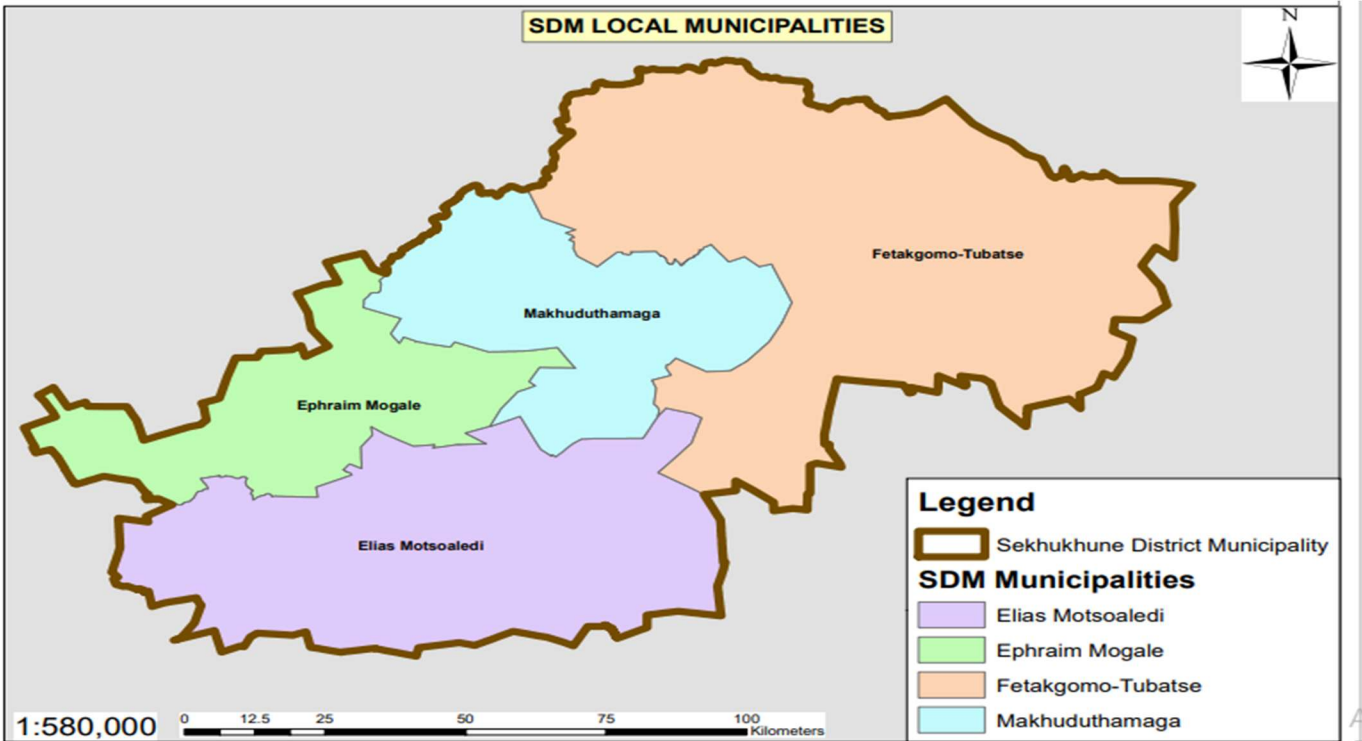 SDM LOCAL MUNICIPALITIES
N
Fetakgomo-Tubatse
Makhuduthamaga
Ephraim Mogale
Elias Motsoaledi
Legend
Sekhukhune District Municipality
SDM Municipalities
Elias Motsoaledi
Ephraim Mogale
Fetakgomo-Tubatse
Makhuduthamaga
1:580,000
0 12.5 25 50 75 100
Kilometers
A